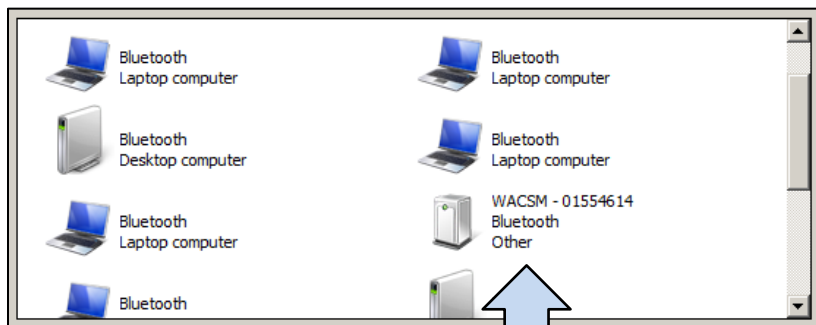 Bluetooth
Laptop computer
Bluetooth
Laptop computer
Bluetooth
Desktop computer
Bluetooth
Laptop computer
Bluetooth
Laptop computer
WACSM - 01554614
Bluetooth
Other
Bluetooth